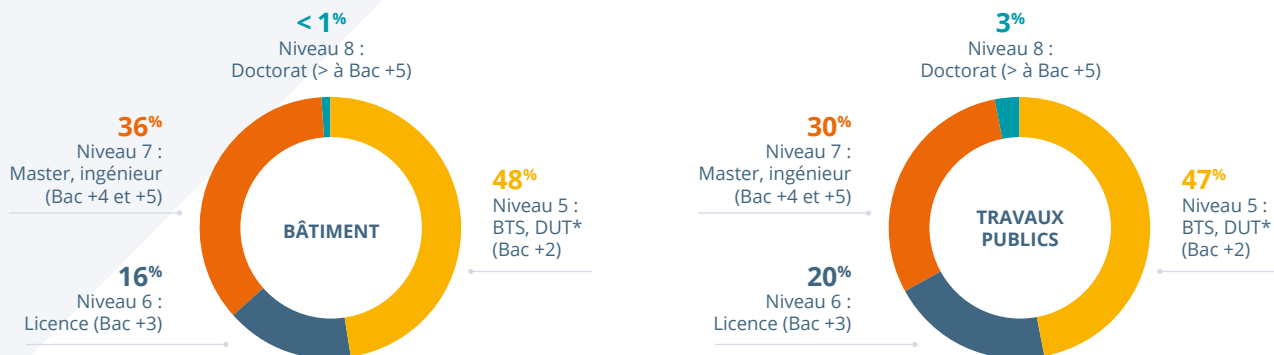 < 1%
Niveau 8 :
Doctorat (> à Bac +5)
36%
Niveau 7 :
Master, ingénieur
(Bac +4 et +5)
48%
Niveau 5 :
BTS, DUT*
(Bac +2)
BÂTIMENT
16%
Niveau 6 :
Licence (Bac +3)
3%
Niveau 8 :
Doctorat (> à Bac +5)
30%
Niveau 7 :
Master, ingénieur
(Bac +4 et +5)
47%
Niveau 5 :
BTS, DUT*
(Bac +2)
TRAVAUX
PUBLICS
20%
Niveau 6 :
Licence (Bac +3)